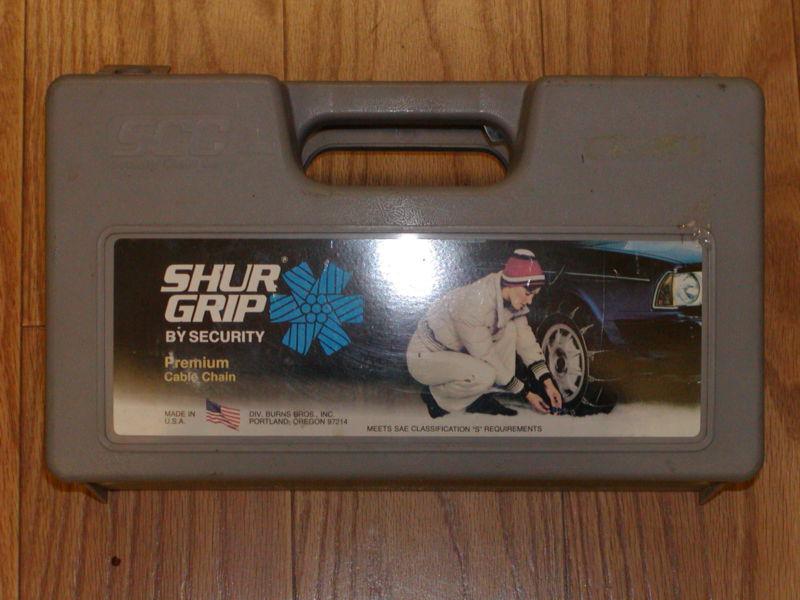 SCC
SHUR
GRIP®
BY SECURITY
Premium
Cable Chain
MADE IN
U.S.A.
DIV. BURNS BROS., INC.
PORTLAND, OREGON 97214
MEETS SAE CLASSIFICATION "S" REQUIREMENTS